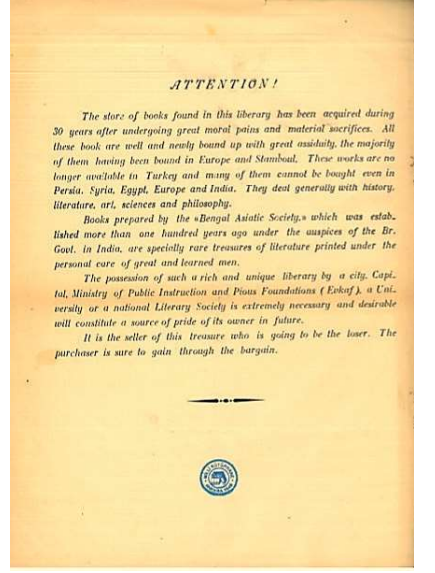 ATTENTION!
The store of books found in this liberary has been acquired during
30 years after undergoing great moral pains and material sacrifices. All
these book are well and newly bound up with great assiduity, the majority
of them having been bound in Europe and Stamboul. These works are no
longer available in Turkey and many of them cannot be bought even in
Persia, Syria, Egypt, Europe and India. They deal generally with history,
literature, art, sciences and philosophy.
Books prepared by the «Bengal Asiatic Society,» which was estab-
lished more than one hundred years ago under the auspices of the Br.
Govt. in India, are specially rare treasures of literature printed under the
personal care of great and learned men.
The possession of such a rich and unique liberary by a city, Capi-
tal, Ministry of Public Instruction and Pious Foundations (Evkaf), a Uni-
versity or a national Literary Society is extremely necessary and desirable
will constitute a source of pride of its owner in future.
It is the seller of this treasure who is going to be the loser. The
purchaser is sure to gain through the bargain.